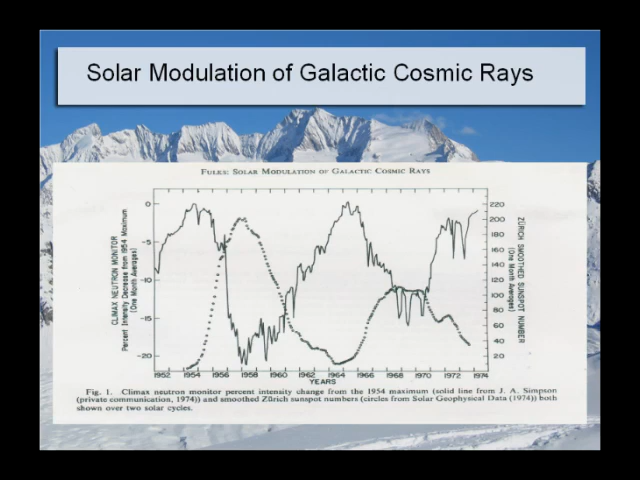 Solar Modulation of Galactic Cosmic Rays
FULKS: SOLAR MODULATION OF GALACTIC COSMIC RAYS
CLIMAX NEUTRON MONITOR
Percent Intensity Decrease from 1954 Maximum
(One Month Averages)
0
-5
-10
-15
-20
220
200
180
160
140
120
100
80
60
40
20
ZÜRICH SMOOTHED SUNSPOT NUMBER
(One Month Averages)
1952 1954 1956 1958 1960 1962 1964 1966 1968 1970 1972 1974
YEARS
Fig. 1. Climax neutron monitor percent intensity change from the 1954 maximum (solid line from J. A. Simpson
(private communication, 1974)) and smoothed Zürich sunspot numbers (circles from Solar Geophysical Data (1974)) both
shown over two solar cycles.